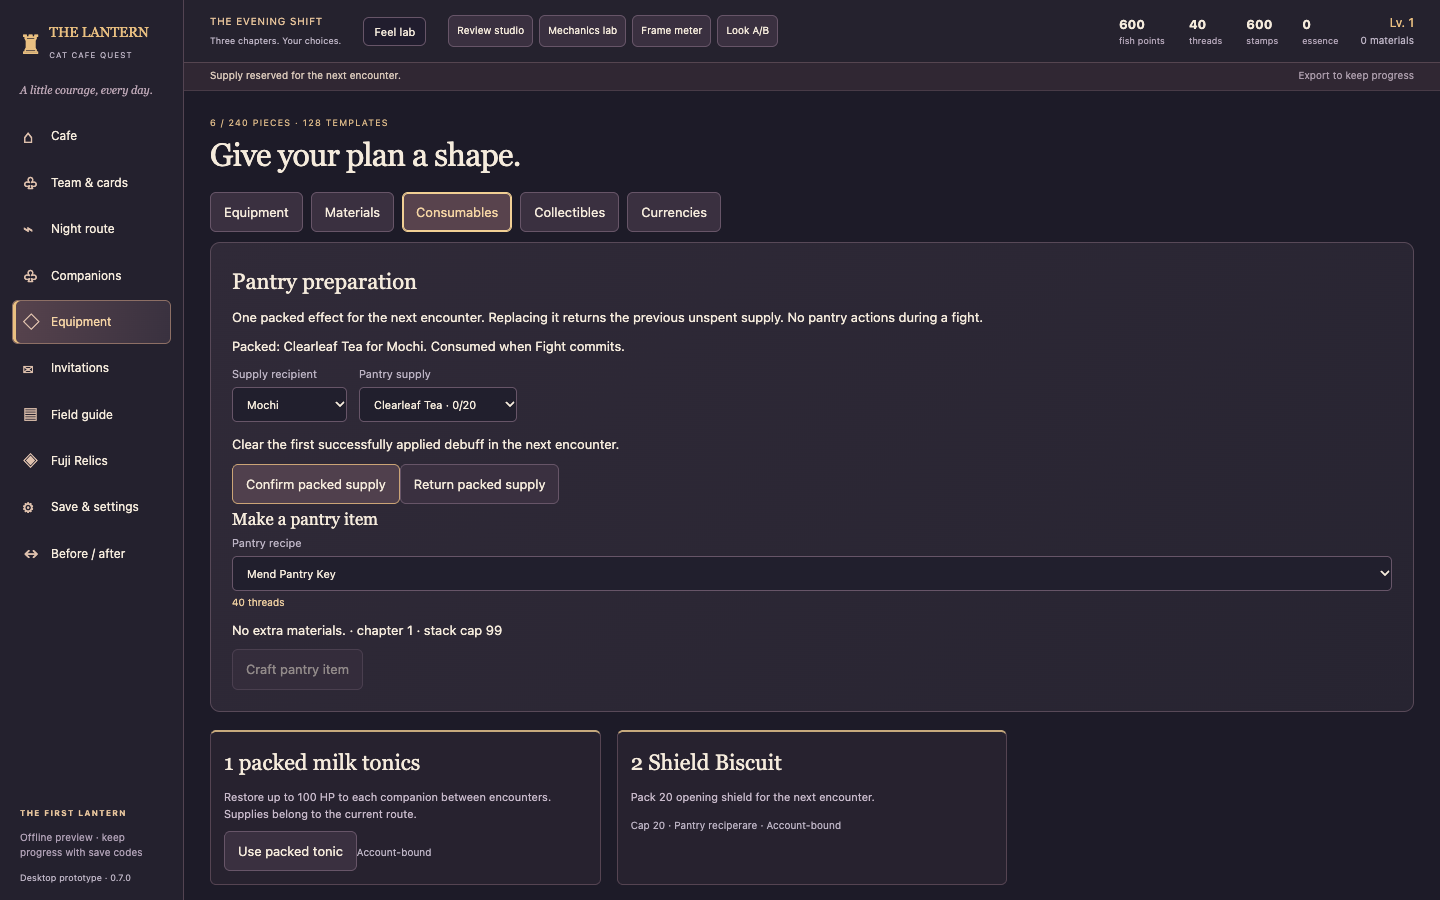 THE LANTERN
CAT CAFE QUEST
A little courage, every day.
Cafe
Team & cards
Night route
Companions
Equipment
Invitations
Field guide
Fuji Relics
Save & settings
Before / after
THE FIRST LANTERN
Offline preview · keep
progress with save codes
Desktop prototype · 0.7.0
THE EVENING SHIFT
Three chapters. Your choices.
Feel lab
Review studio
Mechanics lab
Frame meter
Look A/B
600
fish points
40
threads
600
stamps
0
essence
Lv. 1
0 materials
Supply reserved for the next encounter.
Export to keep progress
6 / 240 PIECES · 128 TEMPLATES
Give your plan a shape.
Equipment
Materials
Consumables
Collectibles
Currencies
Pantry preparation
One packed effect for the next encounter. Replacing it returns the previous unspent supply. No pantry actions during a fight.
Packed: Clearleaf Tea for Mochi. Consumed when Fight commits.
Supply recipient
Pantry supply
Mochi
Clearleaf Tea · 0/20
Clear the first successfully applied debuff in the next encounter.
Confirm packed supply
Return packed supply
Make a pantry item
Pantry recipe
Mend Pantry Key
40 threads
No extra materials. · chapter 1 · stack cap 99
Craft pantry item
1 packed milk tonics
Restore up to 100 HP to each companion between encounters.
Supplies belong to the current route.
Use packed tonic
Account-bound
2 Shield Biscuit
Pack 20 opening shield for the next encounter.
Cap 20 · Pantry reciperare · Account-bound